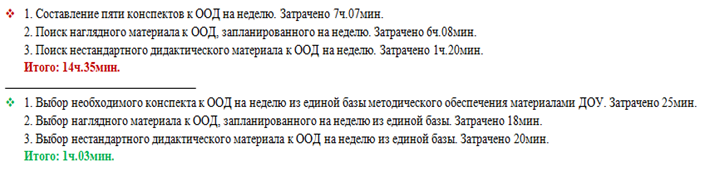 ❖ 1. Составление пяти конспектов к ООД на неделю. Затрачено 7ч.07мин.
2. Поиск наглядного материала к ООД, запланированного на неделю. Затрачено 6ч.08мин.
3. Поиск нестандартного дидактического материала к ООД на неделю. Затрачено 1ч.20мин.
Итого: 14ч.35мин.
❖ 1. Выбор необходимого конспекта к ООД на неделю из единой базы методического обеспечения материалами ДОУ. Затрачено 25мин.
2. Выбор наглядного материала к ООД, запланированного на неделю из единой базы. Затрачено 18мин.
3. Выбор нестандартного дидактического материала к ООД на неделю из единой базы. Затрачено 20мин.
Итого: 1ч.03мин.